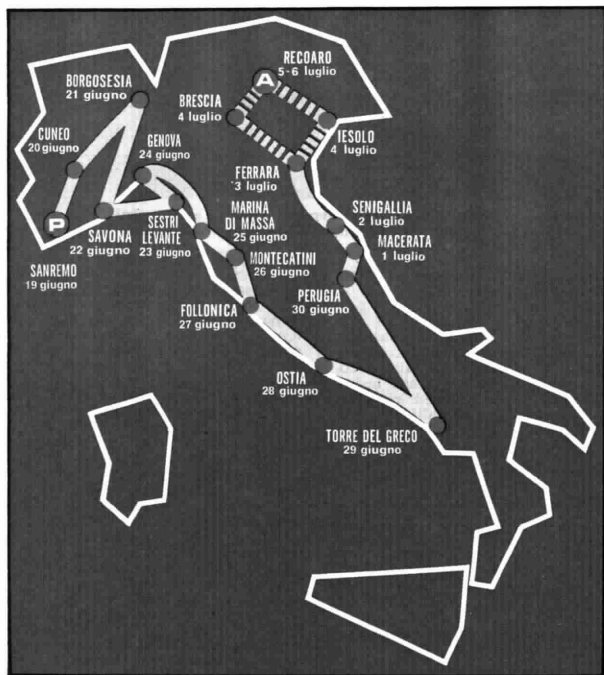 RECOARO
5-6 luglio
A
BORGOSESIA
21 giugno
BRESCIA
4 luglio
CUNEO
20 giugno
GENOVA
24 giugno
IESOLO
4 luglio
FERRARA
3 luglio
P
SAVONA
22 giugno
SESTRI
LEVANTE
23 giugno
MARINA
DI MASSA
25 giugno
SENIGALLIA
2 luglio
MACERATA
1 luglio
SANREMO
19 giugno
MONTECATINI
26 giugno
PERUGIA
30 giugno
FOLLONICA
27 giugno
OSTIA
28 giugno
TORRE DEL GRECO
29 giugno